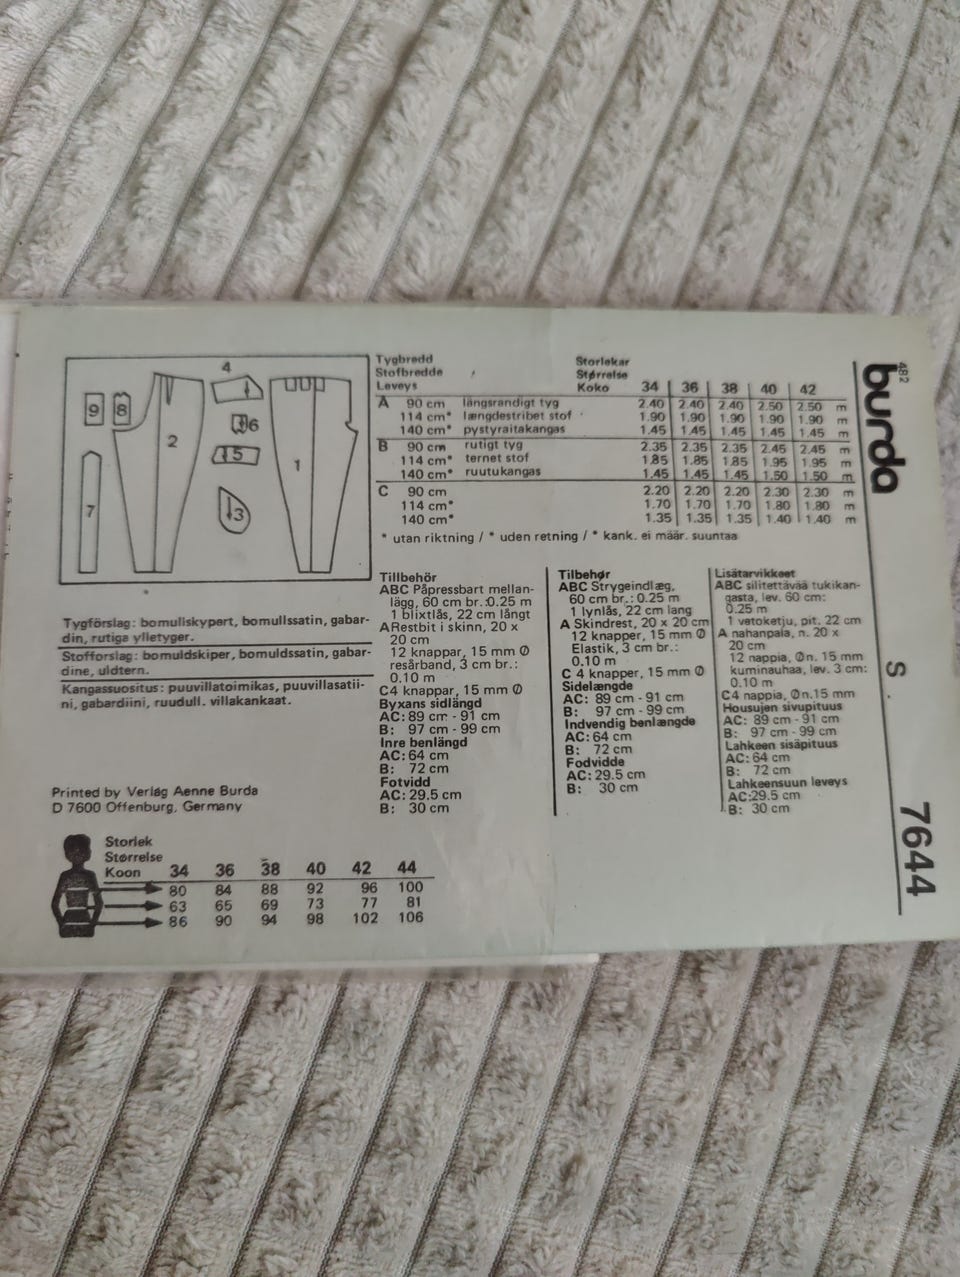 4
9
8
2
6
5
1
3
7
Tygbredd
Stofbredde
Leveys
Storlekar
Størrelse
Koko 34 36 38 40 42
A 90 cm långsrandigt tyg 2.40 2.40 2.40 2.50 2.50 m
114 cm* længdestribet stof 1.90 1.90 1.90 1.90 1.90 m
140 cm* pystyraitakangas 1.45 1.45 1.45 1.45 1.45 m
B 90 cm rutigt tyg 2.35 2.35 2.35 2.45 2.45 m
114 cm* ternet stof 1.85 1.85 1.85 1.95 1.95 m
140 cm* ruutukangas 1.45 1.45 1.45 1.50 1.50 m
C 90 cm 2.20 2.20 2.20 2.30 2.30 m
114 cm* 1.70 1.70 1.70 1.80 1.80 m
140 cm* 1.35 1.35 1.35 1.40 1.40 m
* utan riktning / * uden retning / * kank. ei määr. suuntaa
Tygförslag: bomullskypert, bomullssatin, gabar-
din, rutiga ylletyger.
Stofforslag: bomuldskiper, bomuldssatin, gabar-
dine, uldtern.
Kangassuositus: puuvillatoimikas, puuvillasatii-
ni, gabardiini, ruudull. villakankaat.
Tillbehör
ABC Påpressbart mellan-
lägg, 60 cm br.:0.25 m
1 blixtlås, 22 cm långt
A Restbit i skinn, 20 x
20 cm
12 knappar, 15 mm Ø
resårband, 3 cm br.:
0.10 m
C4 knappar, 15 mm Ø
Byxans sidlängd
AC: 89 cm - 91 cm
B: 97 cm - 99 cm
Inre benlängd
AC: 64 cm
B: 72 cm
Fotvidd
AC: 29.5 cm
B: 30 cm
Tilbehør
ABC Strygeindlæg,
60 cm br.: 0.25 m
1 lynlås, 22 cm lang
A Skindrest, 20 x 20 cm
12 knapper, 15 mm Ø
Elastik, 3 cm br.:
0.10 m
C 4 knapper, 15 mm Ø
Sidelængde
AC: 89 cm - 91 cm
B: 97 cm - 99 cm
Indvendig benlængde
AC: 64 cm
B: 72 cm
Fodvidde
AC: 29.5 cm
B: 30 cm
Lisätarvikkeet
ABC silitettävää tukikan-
gasta, lev. 60 cm:
0.25 m
1 vetoketju, pit. 22 cm
A nahanpala, n. 20 x
20 cm
12 nappia, Øn. 15 mm
kuminauhaa, lev. 3 cm:
0.10 m
C4 nappia, Øn.15 mm
Housujen sivupituus
AC: 89 cm - 91 cm
B: 97 cm - 99 cm
Lahkeen sisäpituus
AC: 64 cm
B: 72 cm
Lahkeensuun leveys
AC: 29.5 cm
B: 30 cm
Printed by Verlag Aenne Burda
D 7600 Offenburg, Germany
Storlek
Størrelse
Koon 34 36 38 40 42 44
80 84 88 92 96 100
63 65 69 73 77 81
86 90 94 98 102 106
482
burda
S
7644